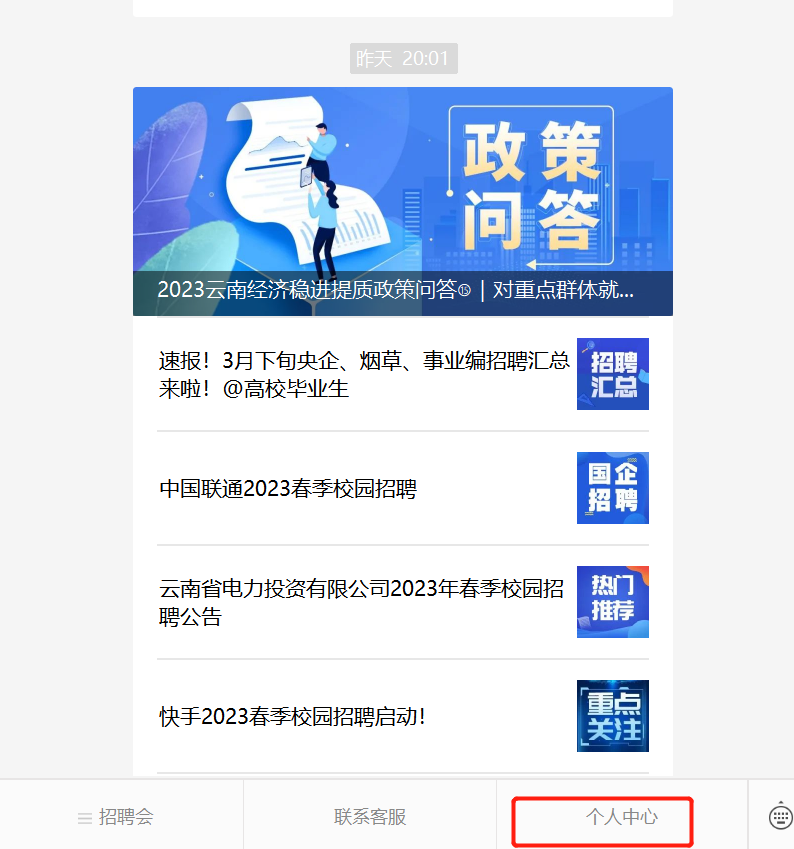 昨天 20:01
政策
问答
2023云南经济稳进提质政策问答⑮ | 对重点群体就...
速报！3月下旬央企、烟草、事业编招聘汇总
来啦！@高校毕业生
招聘
汇总
中国联通2023春季校园招聘
国企
招聘
云南省电力投资有限公司2023年春季校园招
聘公告
热门
推荐
快手2023春季校园招聘启动！
重点
关注
招聘会
联系客服
个人中心